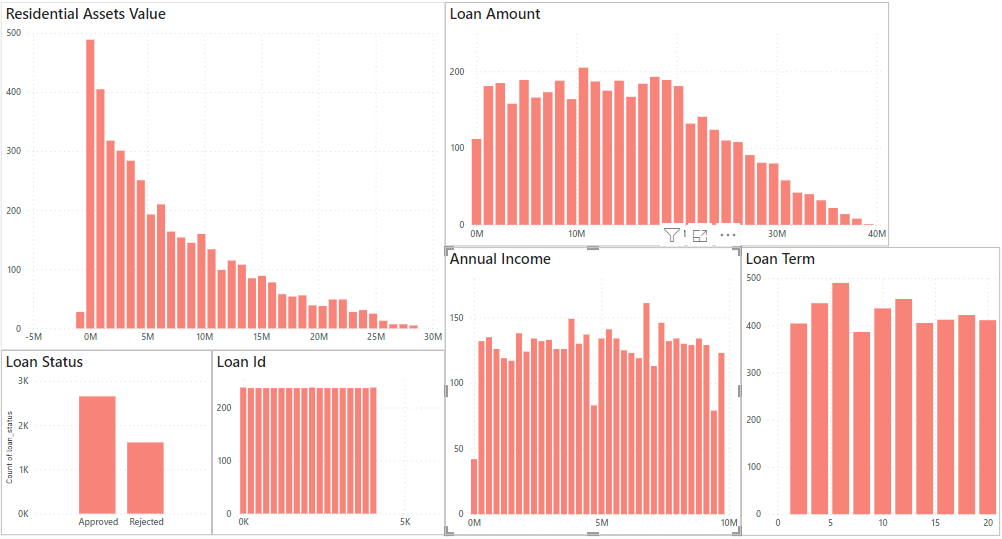 Residential Assets Value
500
400
300
200
100
0
-5M 0M 5M 10M 15M 20M 25M 30M
Loan Amount
200
100
0
0M 10M 30M 40M
Loan Status
3K
2K
1K
0K
Count of loan_status
Approved Rejected
Loan Id
200
100
0
0K 5K
Annual Income
150
100
50
0
0M 5M 10M
Loan Term
500
400
300
200
100
0
0 5 10 15 20